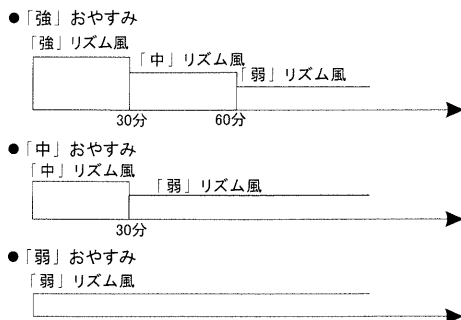 ●「強」おやすみ
「強」リズム風
「中」リズム風
「弱」リズム風
30分
60分
●「中」おやすみ
「中」リズム風
「弱」リズム風
30分
●「弱」おやすみ
「弱」リズム風